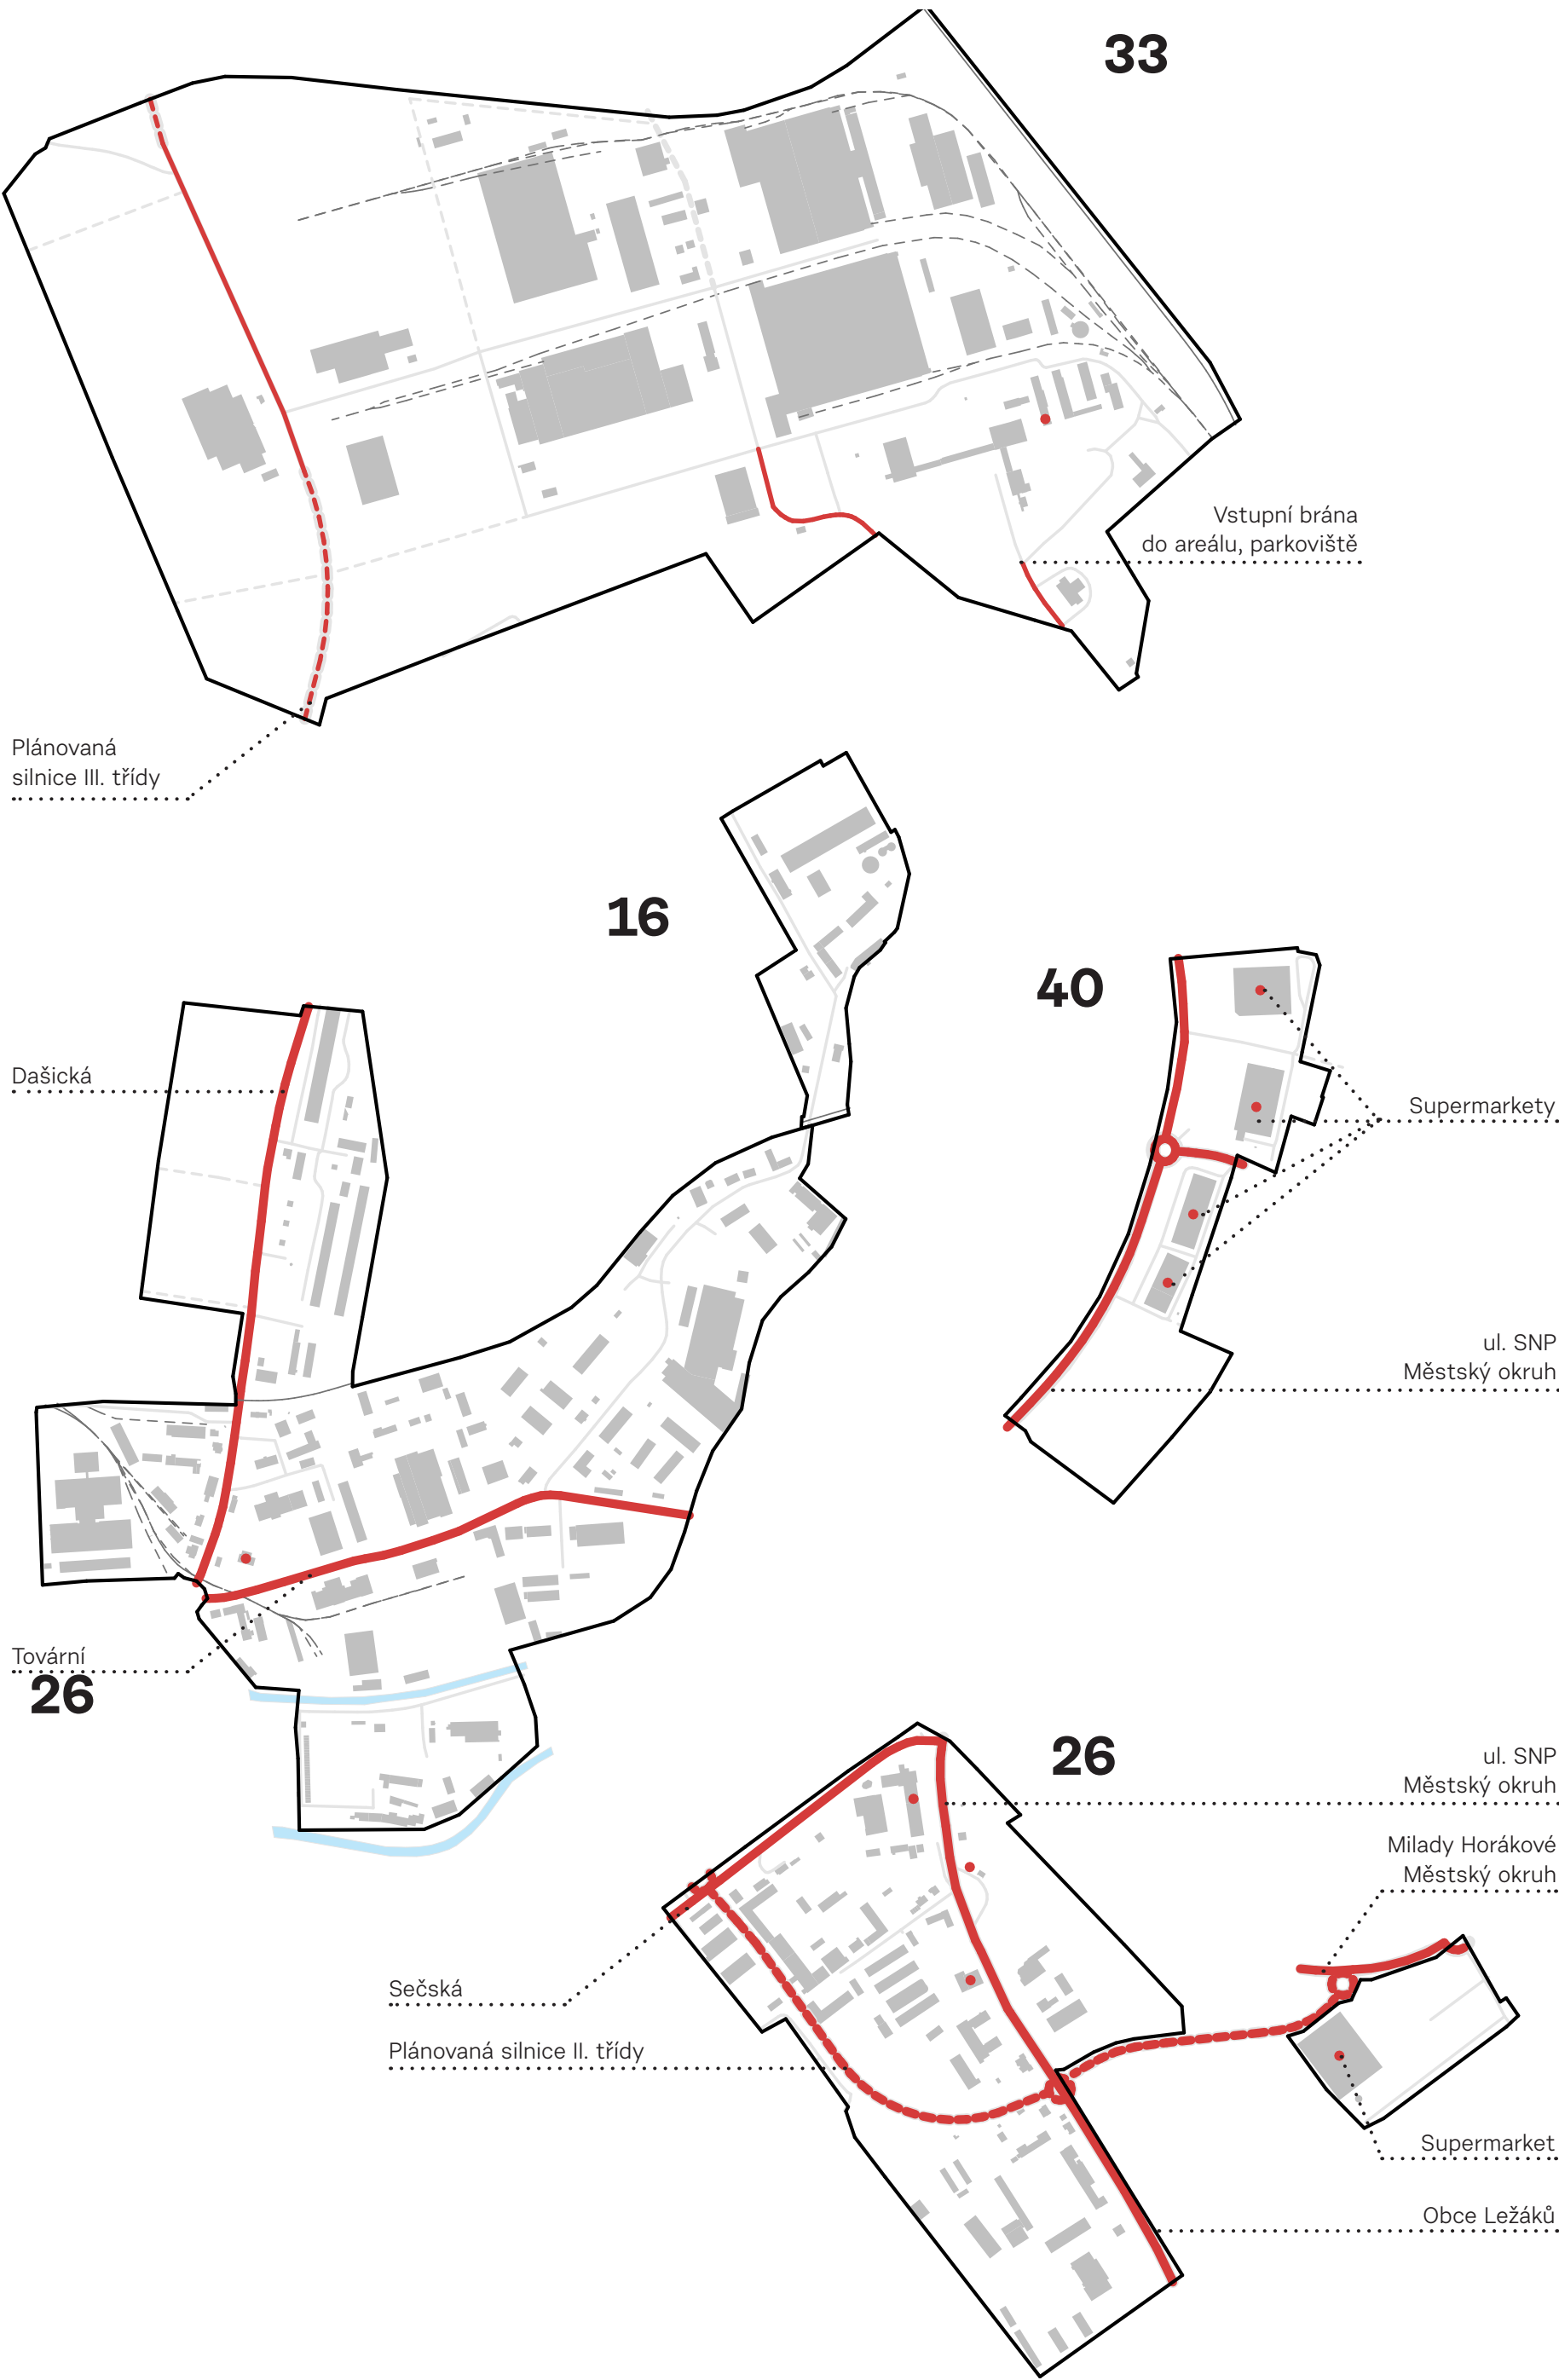 33
Vstupní brána
do areálu, parkoviště
Plánovaná
silnice III. třídy
16
40
Dašická
Supermarkety
ul. SNP
Městský okruh
Tovární
26
26
ul. SNP
Městský okruh
Milady Horákové
Městský okruh
Sečská
Plánovaná silnice II. třídy
Supermarket
Obce Ležáků